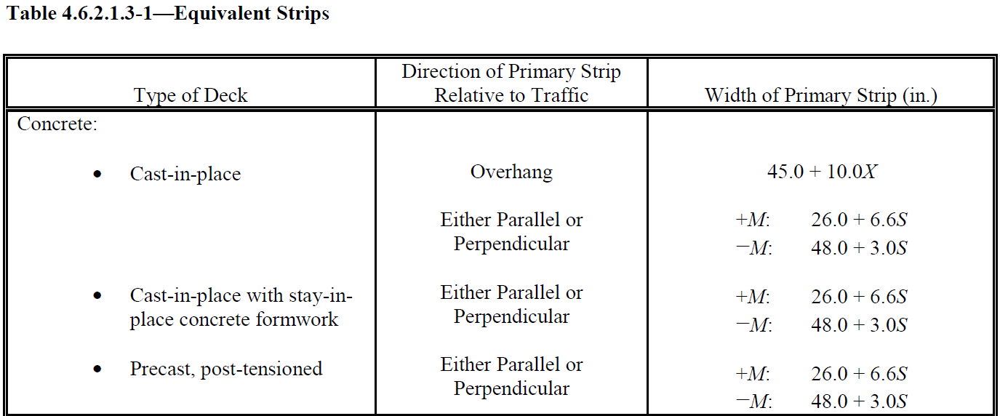 Table 4.6.2.1.3-1—Equivalent Strips
Type of Deck
Direction of Primary Strip
Relative to Traffic
Width of Primary Strip (in.)
Concrete:
• Cast-in-place
Overhang
45.0 + 10.0X
Either Parallel or
Perpendicular
+M: 26.0 + 6.6S
−M: 48.0 + 3.0S
• Cast-in-place with stay-in-
place concrete formwork
Either Parallel or
Perpendicular
+M: 26.0 + 6.6S
−M: 48.0 + 3.0S
• Precast, post-tensioned
Either Parallel or
Perpendicular
+M: 26.0 + 6.6S
−M: 48.0 + 3.0S